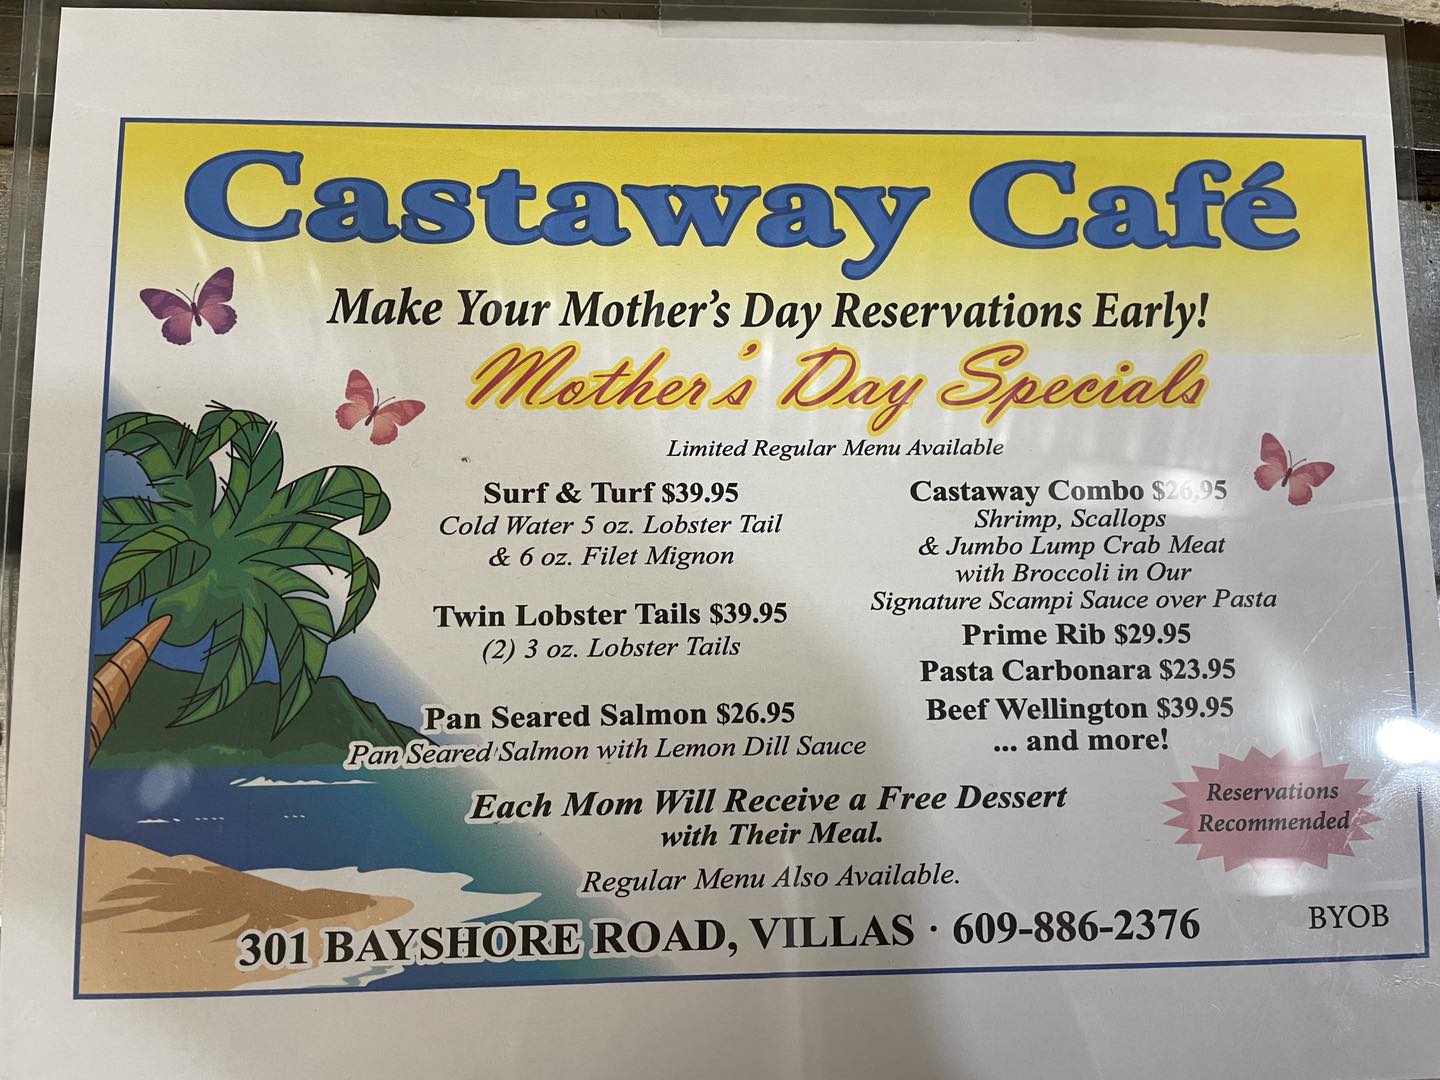 Castaway Café
Make Your Mother's Day Reservations Early!
Mother's Day Specials
Limited Regular Menu Available
Surf & Turf $39.95
Cold Water 5 oz. Lobster Tail
& 6 oz. Filet Mignon
Twin Lobster Tails $39.95
(2) 3 oz. Lobster Tails
Pan Seared Salmon $26.95
Pan Seared Salmon with Lemon Dill Sauce
Castaway Combo $26.95
Shrimp, Scallops
& Jumbo Lump Crab Meat
with Broccoli in Our
Signature Scampi Sauce over Pasta
Prime Rib $29.95
Pasta Carbonara $23.95
Beef Wellington $39.95
... and more!
Each Mom Will Receive a Free Dessert
with Their Meal.
Regular Menu Also Available.
Reservations
Recommended
301 BAYSHORE ROAD, VILLAS · 609-886-2376
BYOB